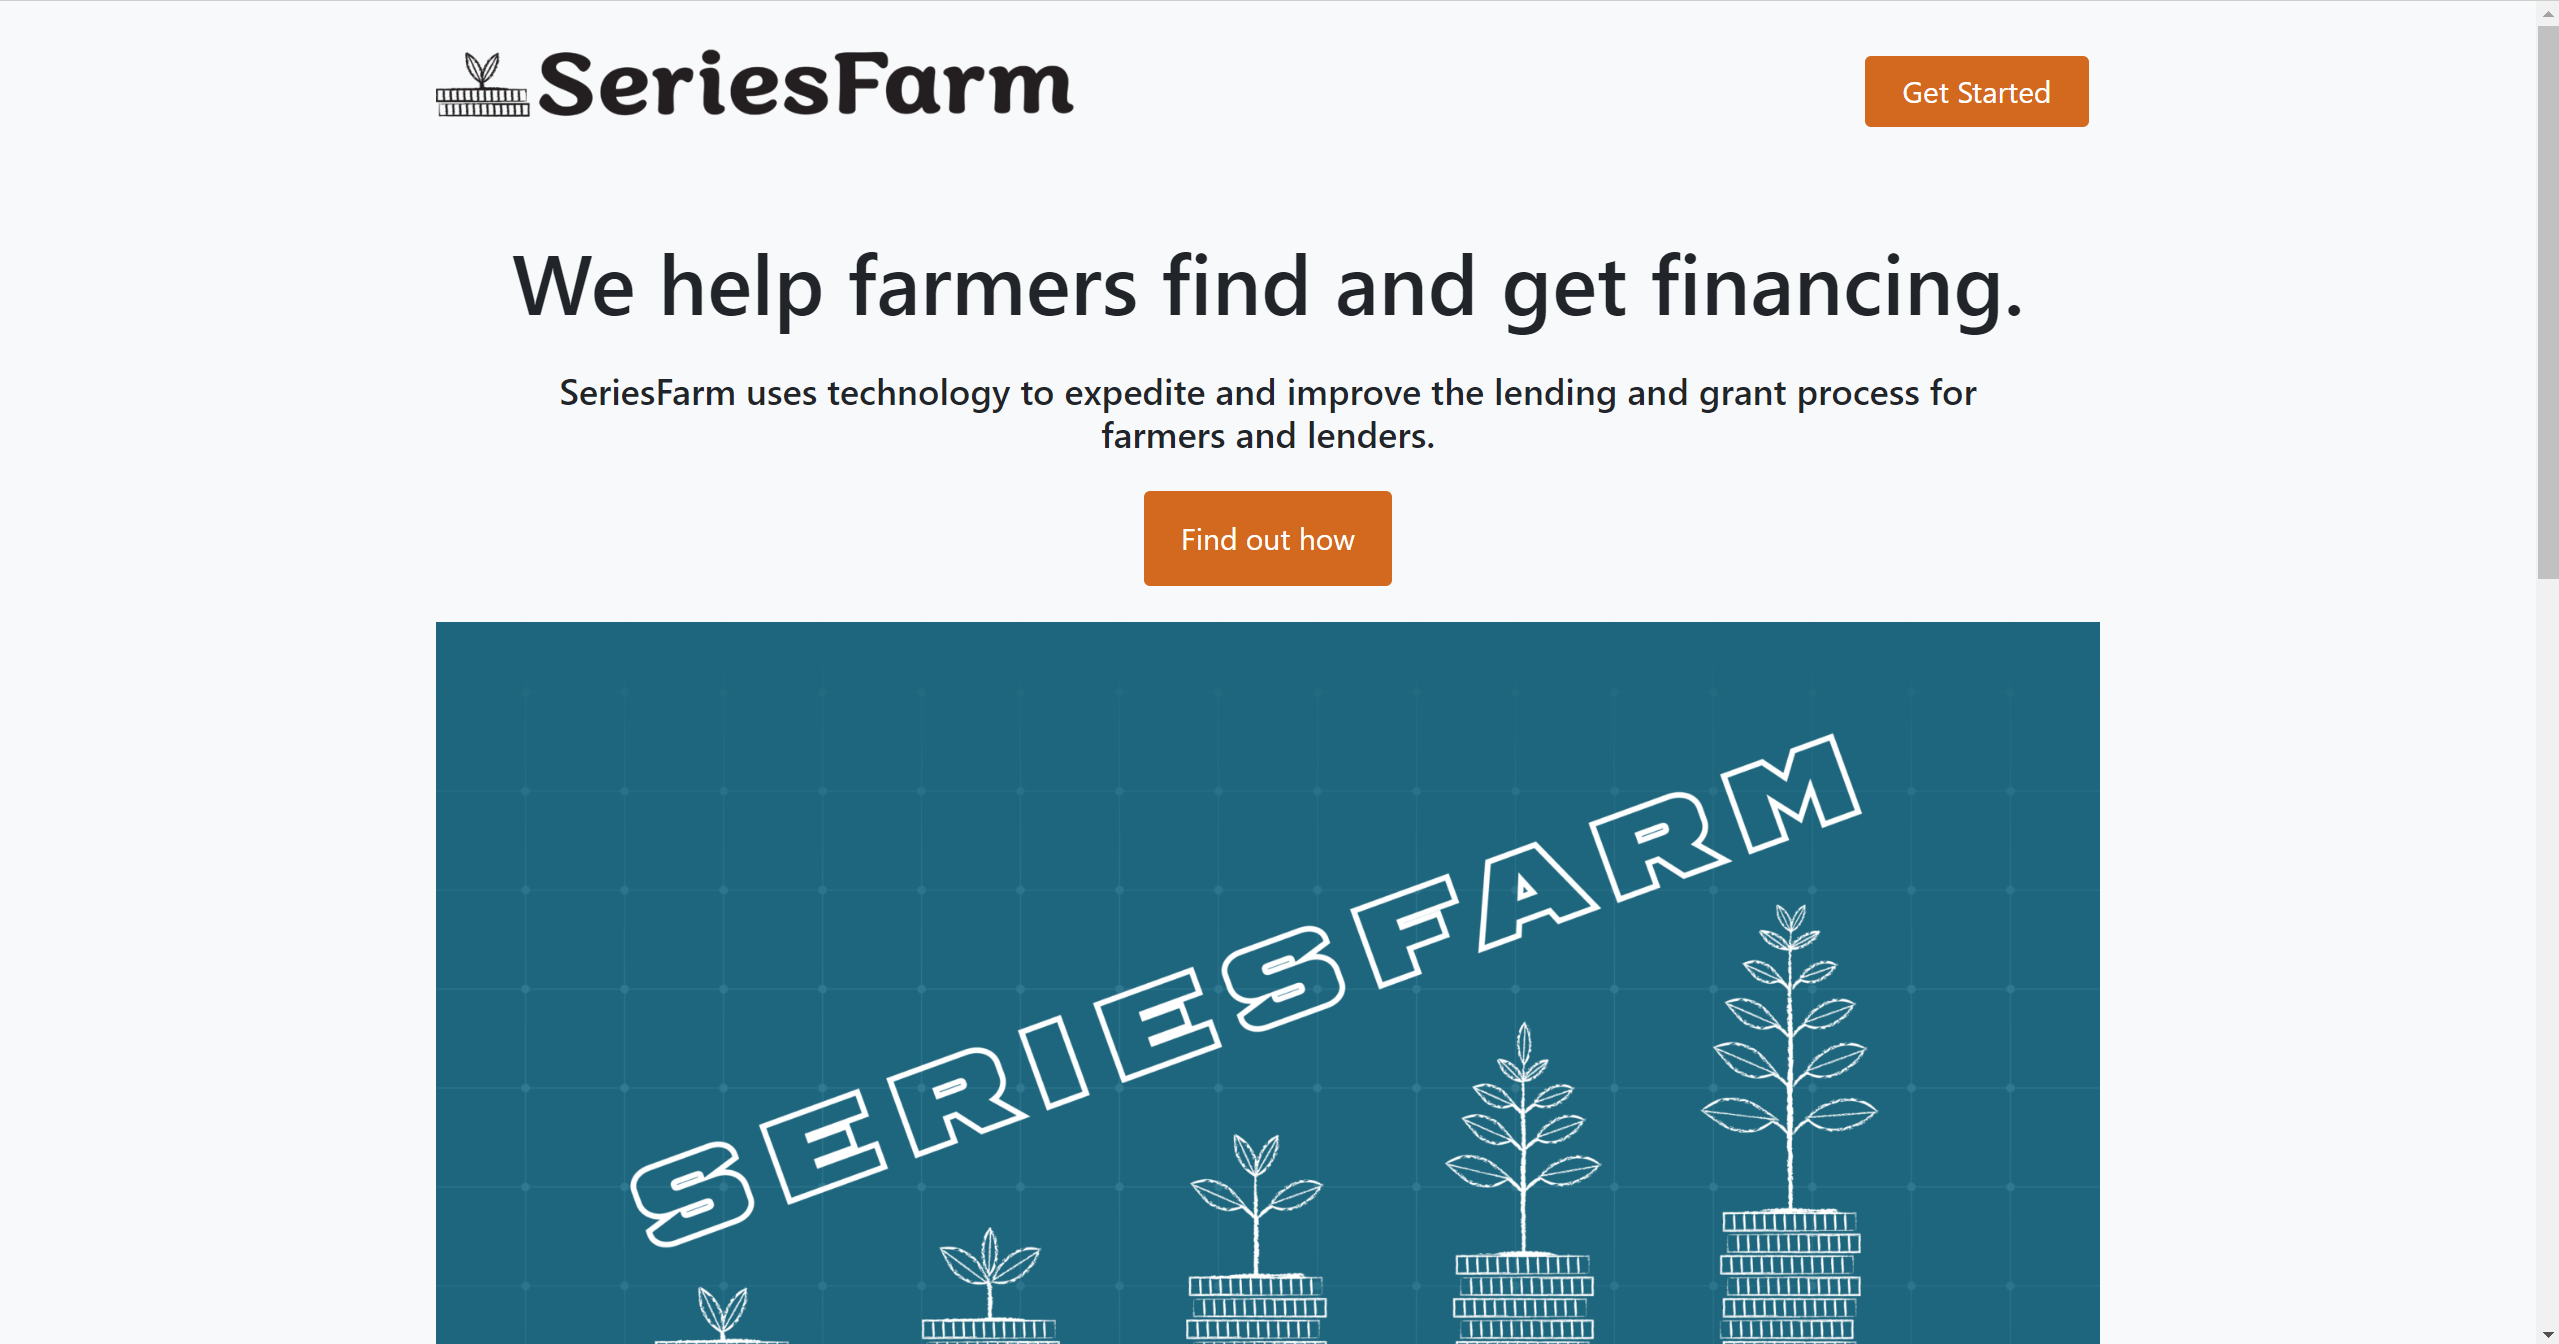 SeriesFarm
Get Started
We help farmers find and get financing.
SeriesFarm uses technology to expedite and improve the lending and grant process for
farmers and lenders.
Find out how
SERIESFARM